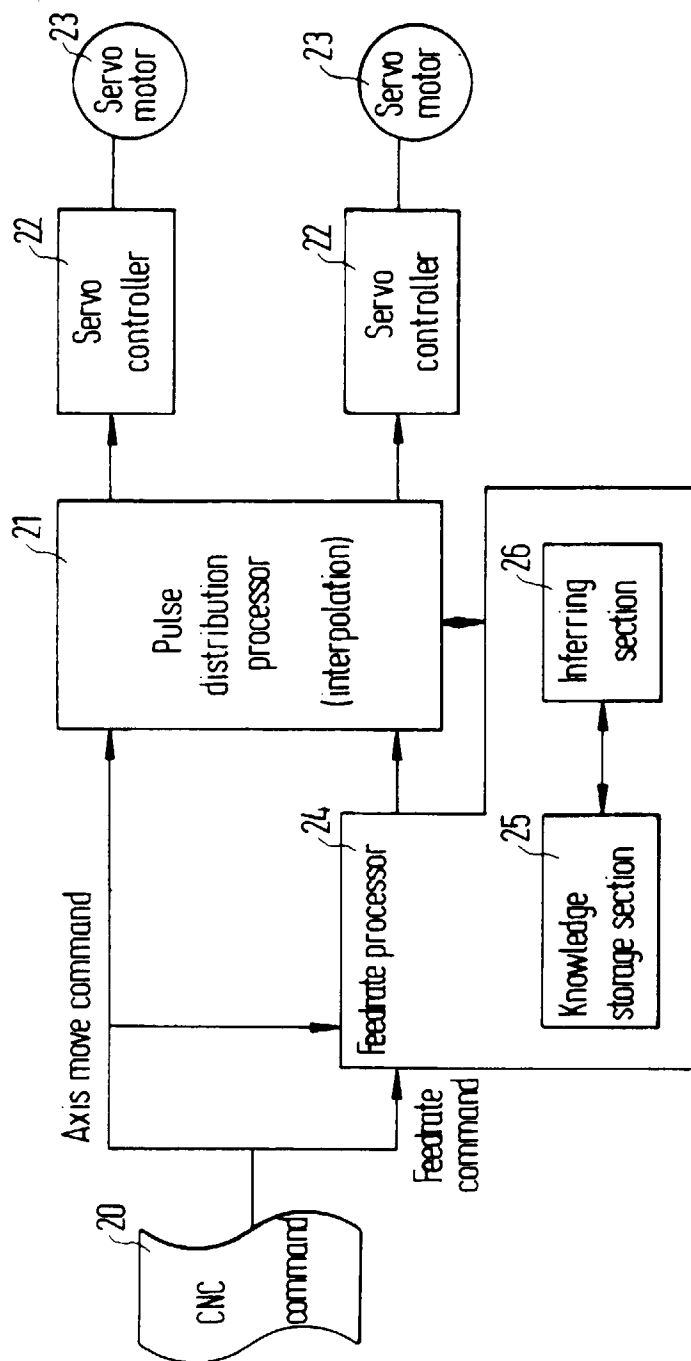 20
CNC
command
Axis move command
Feedrate
command
24
Feedrate processor
25
Knowledge
storage section
26
Inferring
section
21
Pulse
distribution
processor
(interpolation)
22
Servo
controller
23
Servo
motor
22
Servo
controller
23
Servo
motor